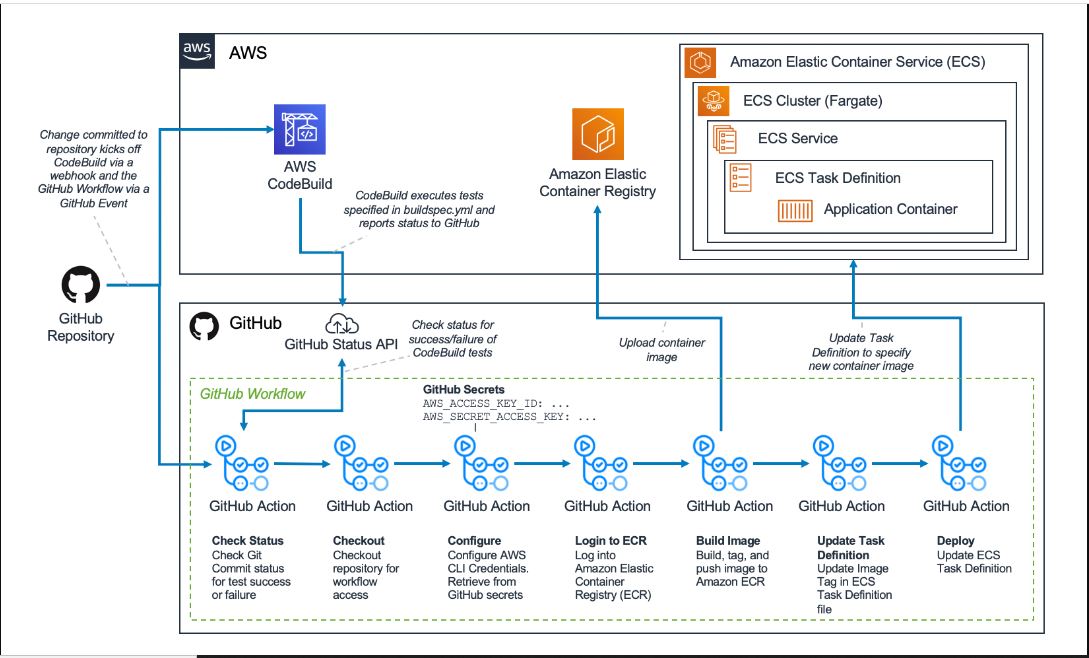 aws
AWS
Amazon Elastic Container Service (ECS)
ECS Cluster (Fargate)
ECS Service
ECS Task Definition
Application Container
Change committed to
repository kicks off
CodeBuild via a
webhook and the
GitHub Workflow via a
GitHub Event
AWS
CodeBuild
Amazon Elastic
Container Registry
CodeBuild executes tests
specified in buildspec.yml and
reports status to GitHub
GitHub
Repository
GitHub
GitHub Status API
Check status for
success/failure of
CodeBuild tests
Upload container
image
Update Task
Definition to specify
new container image
GitHub Workflow
GitHub Secrets
AWS_ACCESS_KEY_ID: ...
AWS_SECRET_ACCESS_KEY: ...
GitHub Action
GitHub Action
GitHub Action
GitHub Action
GitHub Action
GitHub Action
GitHub Action
Check Status
Check Git
Commit status
for test success
or failure
Checkout
Checkout
repository for
workflow
access
Configure
Configure AWS
CLI Credentials.
Retrieve from
GitHub secrets
Login to ECR
Log into
Amazon Elastic
Container
Registry (ECR)
Build Image
Build, tag, and
push image to
Amazon ECR
Update Task
Definition
Update Image
Tag in ECS
Task Definition
file
Deploy
Update ECS
Task Definition